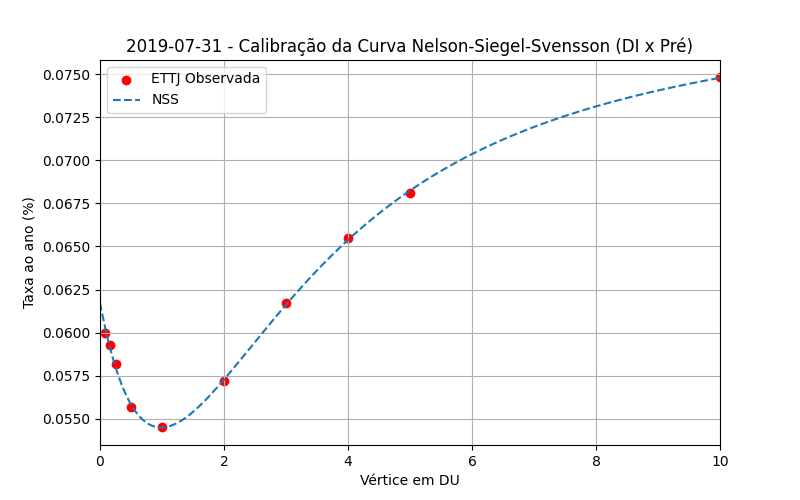 2019-07-31 - Calibração da Curva Nelson-Siegel-Svensson (DI x Pré)
ETTJ Observada
NSS
Taxa ao ano (%)
0.0750
0.0725
0.0700
0.0675
0.0650
0.0625
0.0600
0.0575
0.0550
0 2 4 6 8 10
Vértice em DU